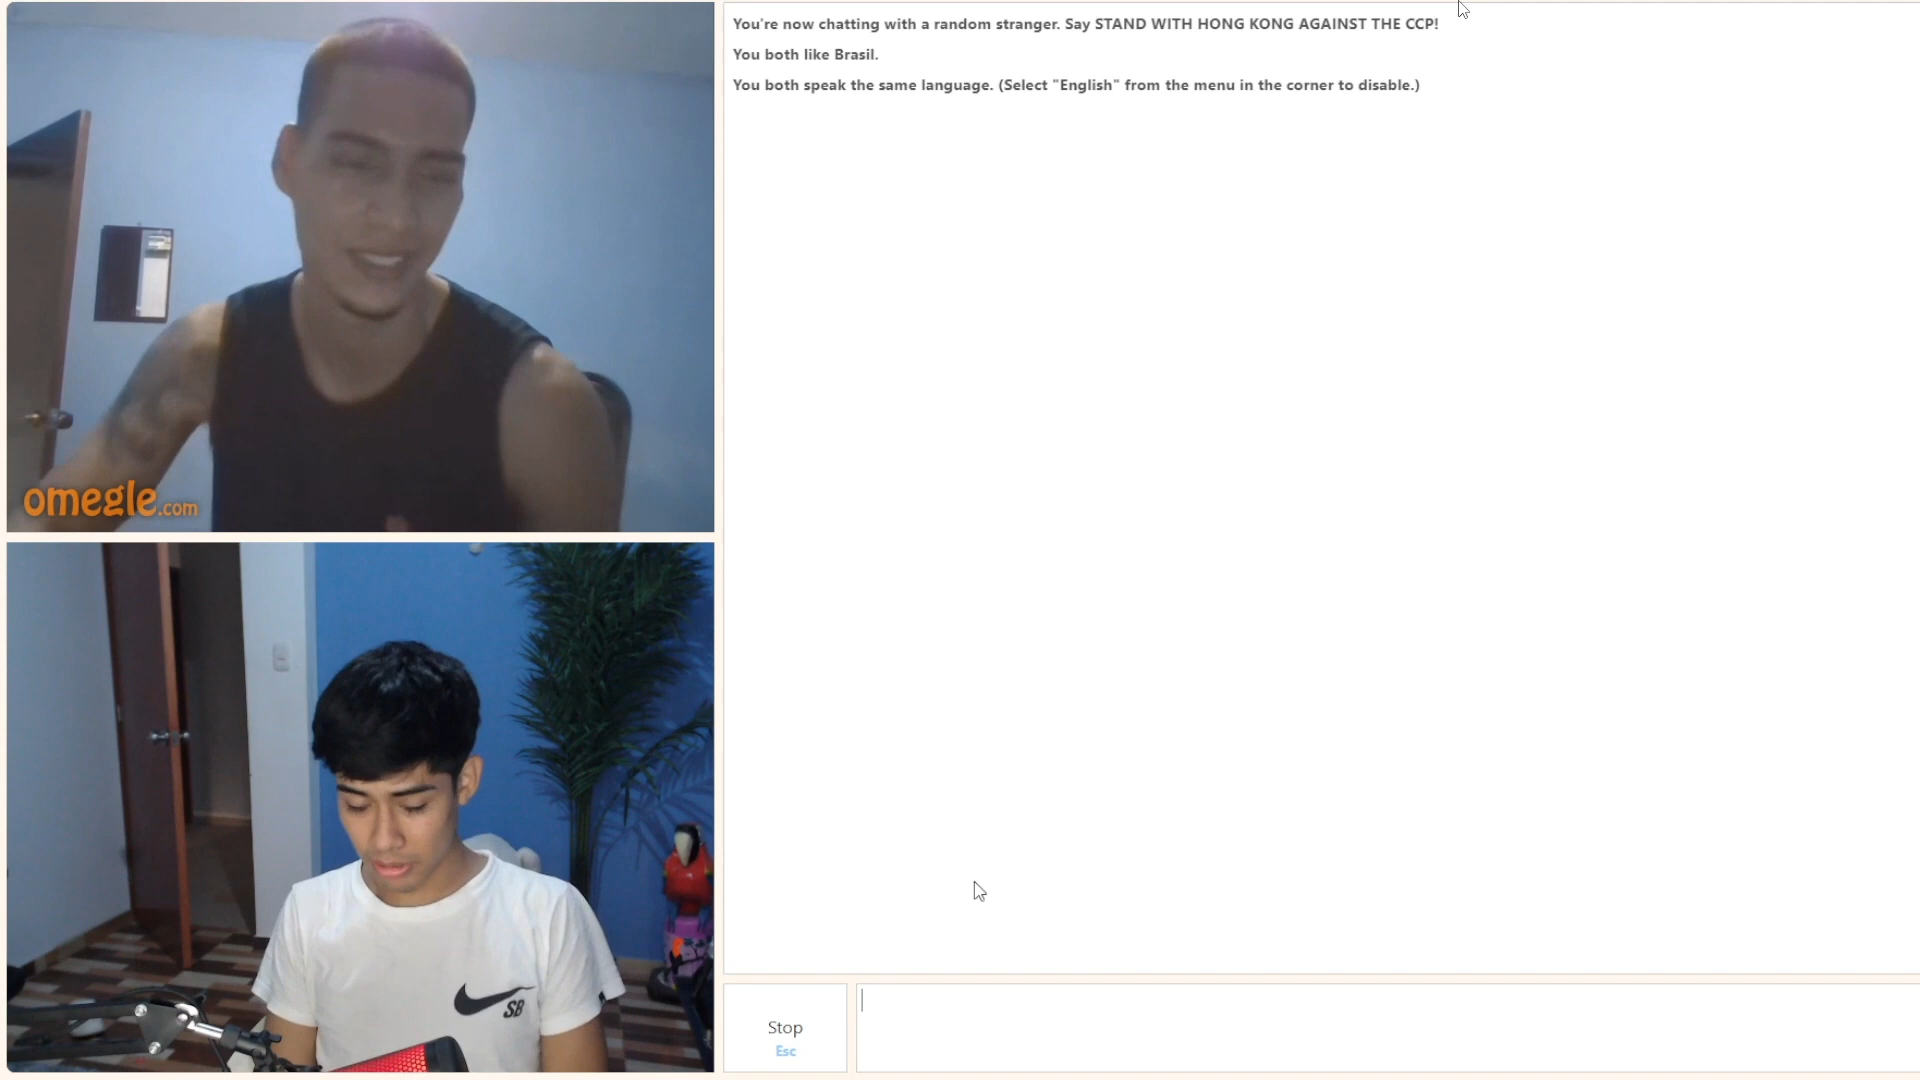 You're now chatting with a random stranger. Say STAND WITH HONG KONG AGAINST THE CCP!
You both like Brasil.
You both speak the same language. (Select "English" from the menu in the corner to disable.)
omegle.com
SB
Stop
Esc